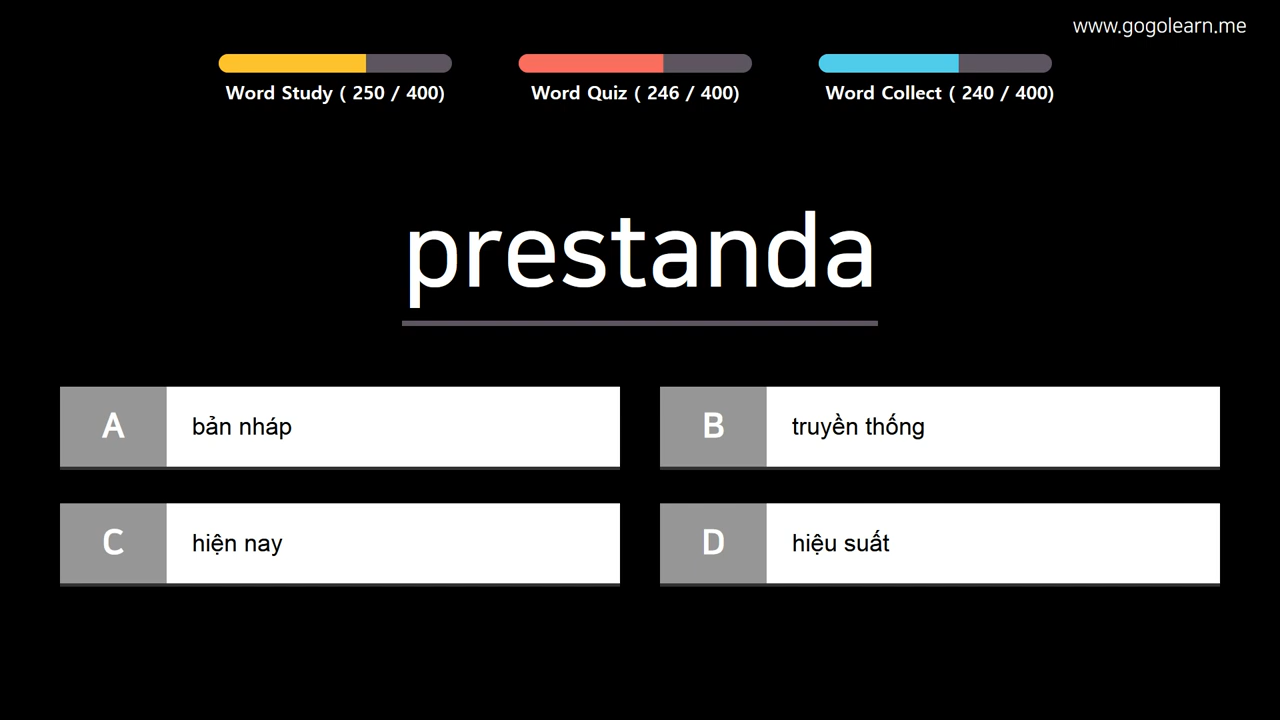 www.gogolearn.me
Word Study ( 250 / 400)
Word Quiz ( 246 / 400)
Word Collect ( 240 / 400)
prestanda
A bản nháp
B truyền thống
C hiện nay
D hiệu suất